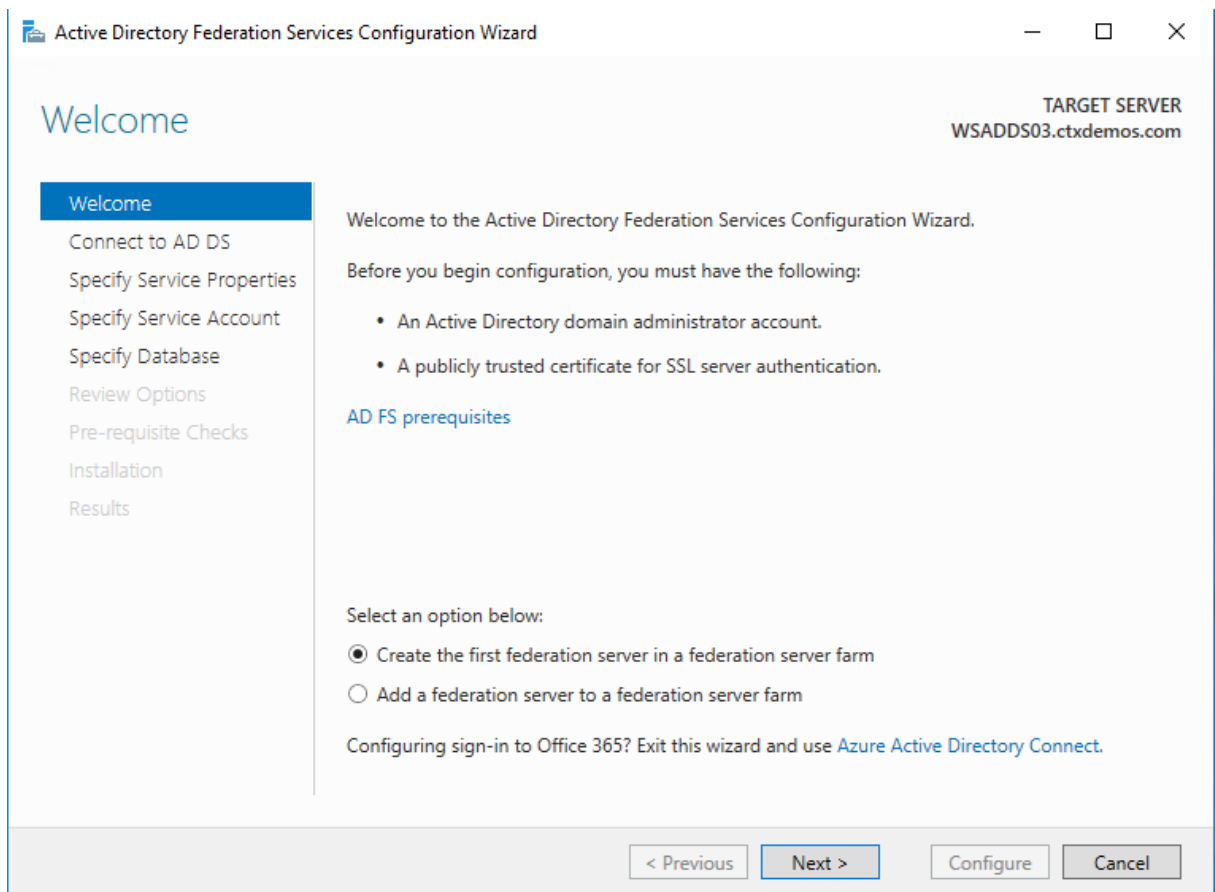 Active Directory Federation Services Configuration Wizard
Welcome
TARGET SERVER
WSADDS03.ctxdemos.com
Welcome
Connect to AD DS
Specify Service Properties
Specify Service Account
Specify Database
Review Options
Pre-requisite Checks
Installation
Results
Welcome to the Active Directory Federation Services Configuration Wizard.
Before you begin configuration, you must have the following:
• An Active Directory domain administrator account.
• A publicly trusted certificate for SSL server authentication.
AD FS prerequisites
Select an option below:
Create the first federation server in a federation server farm
Add a federation server to a federation server farm
Configuring sign-in to Office 365? Exit this wizard and use Azure Active Directory Connect.
< Previous
Next >
Configure
Cancel